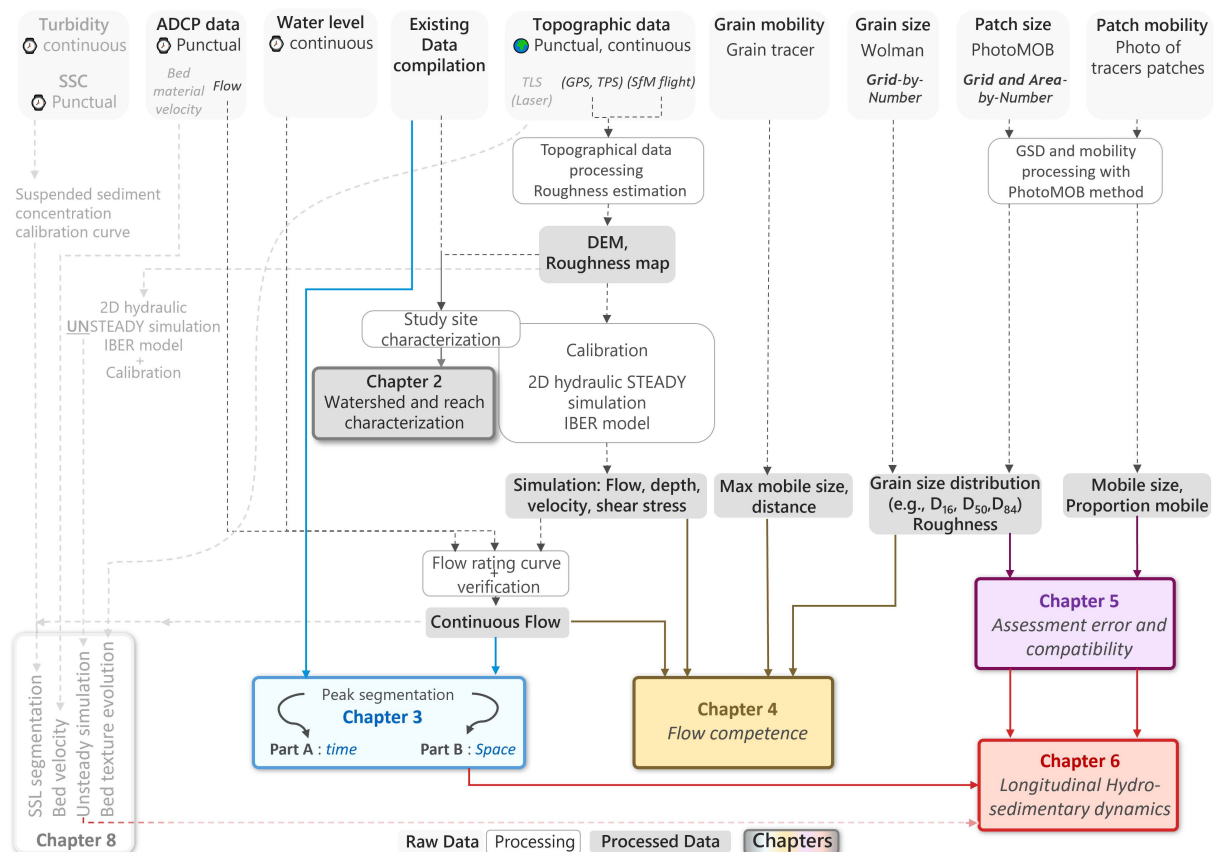 Turbidity
continuous
SSC
Punctual
ADCP data
Punctual
Bed
material
velocity
Flow
Water level
continuous
Existing
Data
compilation
Topographic data
Punctual, continuous
TLS
(Laser)
(GPS, TPS) (SfM flight)
Grain mobility
Grain tracer
Grain size
Wolman
Grid-by-
Number
Patch size
PhotoMOB
Grid and Area-
by-Number
Patch mobility
Photo of
tracers patches
Topographical data
processing
Roughness estimation
GSD and mobility
processing with
PhotoMOB method
Suspended sediment
concentration
calibration curve
DEM,
Roughness map
2D hydraulic
UNSTEADY simulation
IBER model
+
Calibration
Study site
characterization
Calibration
2D hydraulic STEADY
simulation
IBER model
Chapter 2
Watershed and reach
characterization
Simulation: Flow, depth,
velocity, shear stress
Max mobile size,
distance
Grain size distribution
(e.g., D₁₆, D₅₀,D₈₄)
Roughness
Mobile size,
Proportion mobile
Flow rating curve
+
verification
Continuous Flow
Chapter 5
Assessment error and
compatibility
Peak segmentation
Chapter 3
Part A : time
Part B : Space
Chapter 4
Flow competence
Chapter 6
Longitudinal Hydro-
sedimentary dynamics
SSL segmentation
Bed velocity
Unsteady simulation
Bed texture evolution
Chapter 8
Raw Data
Processing
Processed Data
Chapters